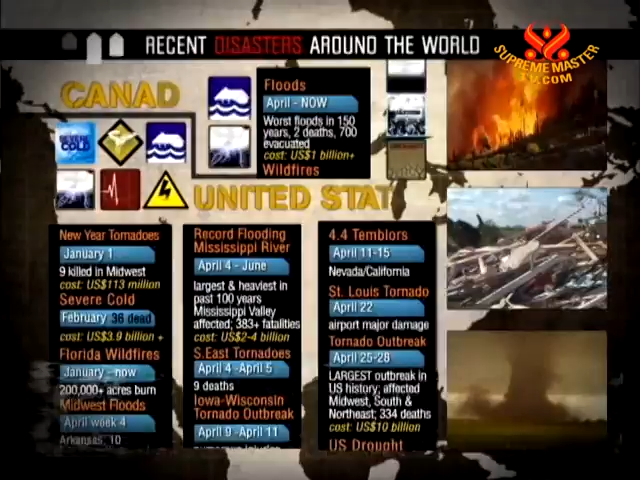 RECENT DISASTERS AROUND THE WORLD
SUPREME MASTER
TV.COM
CANAD
Floods
April - NOW
Worst floods in 150
years, 2 deaths, 700
evacuated
cost: US$1 billion+
Wildfires
SEVERE
COLD
UNITED STAT
New Year Tornadoes
January 1
9 killed in Midwest
cost: US$113 million
Severe Cold
February 36 dead
cost: US$3.9 billion +
Florida Wildfires
January - now
200,000+ acres burn
Midwest Floods
April week 4
Arkansas, 10
Record Flooding
Mississippi River
April 4 - June
largest & heaviest in
past 100 years
Mississippi Valley
affected; 383+ fatalities
cost: US$2-4 billion
S.East Tornadoes
April 4 - April 5
9 deaths
Iowa-Wisconsin
Tornado Outbreak
April 9 - April 11
4.4 Temblors
April 11-15
Nevada/California
St. Louis Tornado
April 22
airport major damage
Tornado Outbreak
April 25-28
LARGEST outbreak in
US history; affected
Midwest, South &
Northeast; 334 deaths
cost: US$10 billion
US Drought